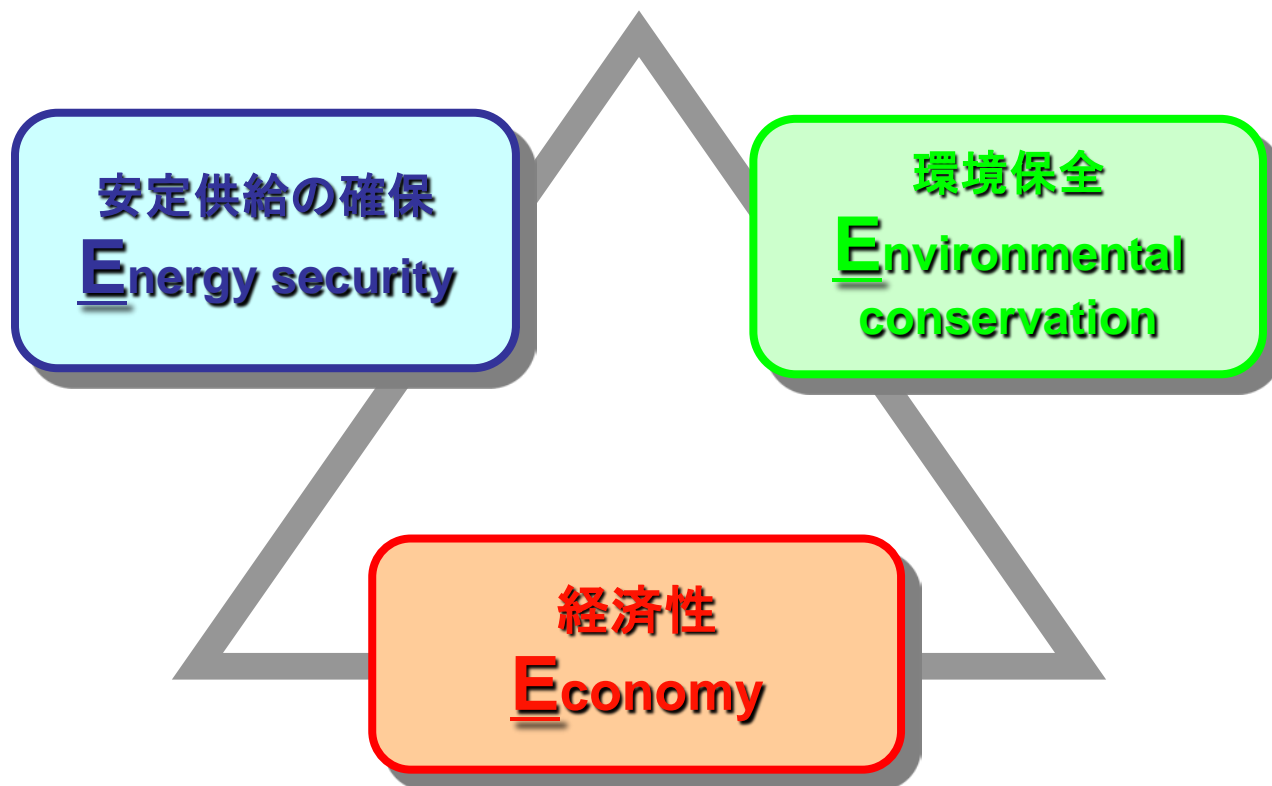 安定供給の確保
Energy security
環境保全
Environmental
conservation
経済性
Economy